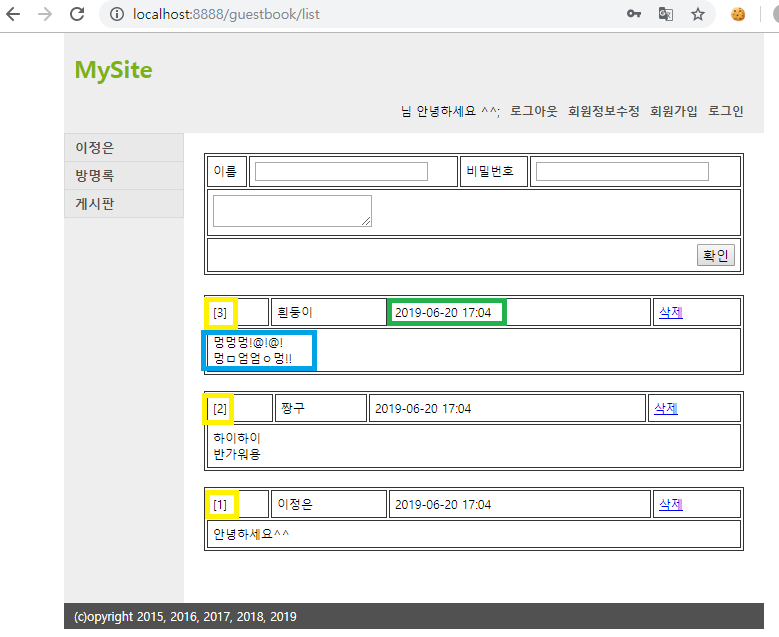 localhost:8888/guestbook/list
MySite
님 안녕하세요 ^^; 로그아웃 회원정보수정 회원가입 로그인
이정은
방명록
게시판
이름 비밀번호
확인
[3] 흰둥이 2019-06-20 17:04 삭제
멍멍멍!@!@!
멍ㅁ엄엄ㅇ멍!!
[2] 짱구 2019-06-20 17:04 삭제
하이하이
반가워용
[1] 이정은 2019-06-20 17:04 삭제
안녕하세요^^
(c)opyright 2015, 2016, 2017, 2018, 2019